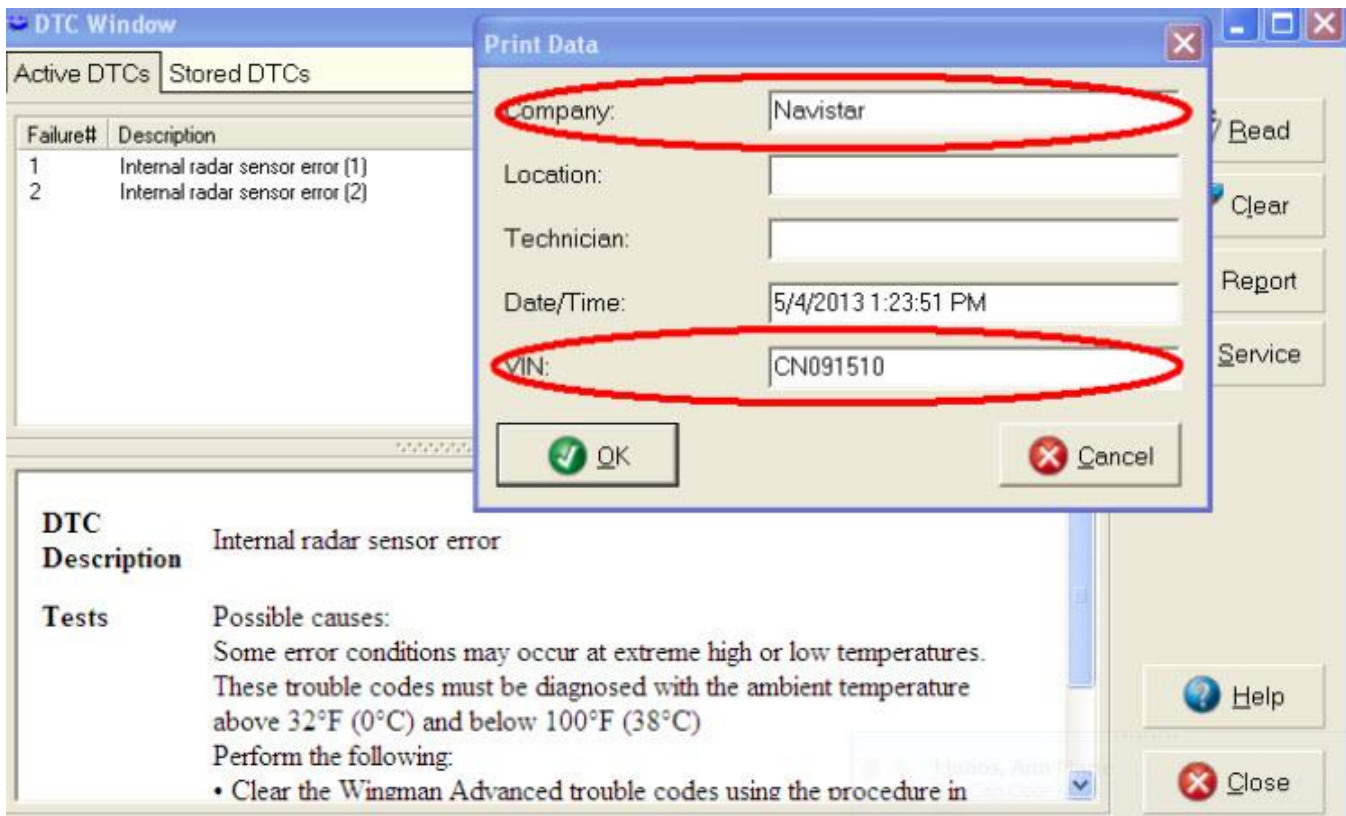 DTC Window
Active DTCs Stored DTCs
Failure# Description
1 Internal radar sensor error (1)
2 Internal radar sensor error (2)
Print Data
Company: Navistar
Location:
Technician:
Date/Time: 5/4/2013 1:23:51 PM
VIN: CN091510
OK Cancel
Read
Clear
Report
Service
DTC Description Internal radar sensor error
Tests Possible causes:
Some error conditions may occur at extreme high or low temperatures.
These trouble codes must be diagnosed with the ambient temperature
above 32°F (0°C) and below 100°F (38°C)
Perform the following:
• Clear the Wingman Advanced trouble codes using the procedure in
Help
Close